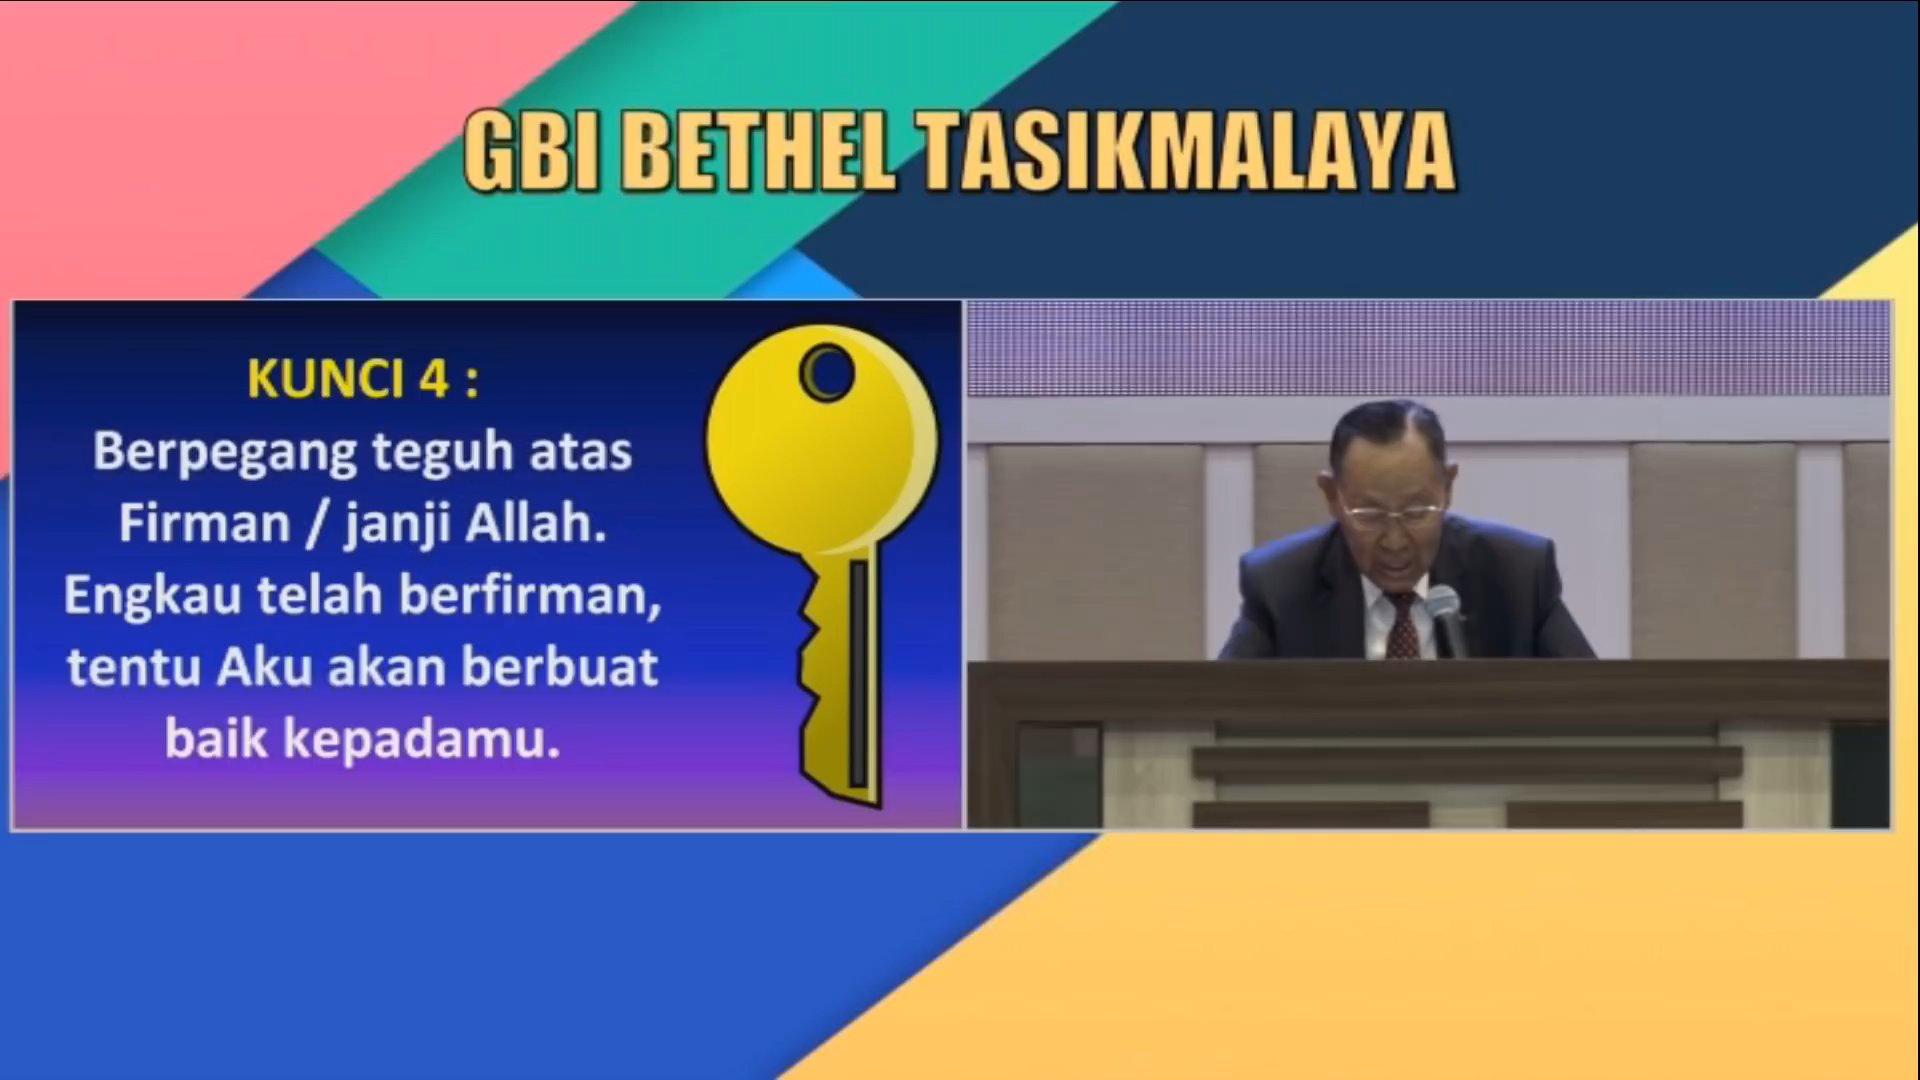 GBI BETHEL TASIKMALAYA
KUNCI 4 :
Berpegang teguh atas
Firman / janji Allah.
Engkau telah berfirman,
tentu Aku akan berbuat
baik kepadamu.